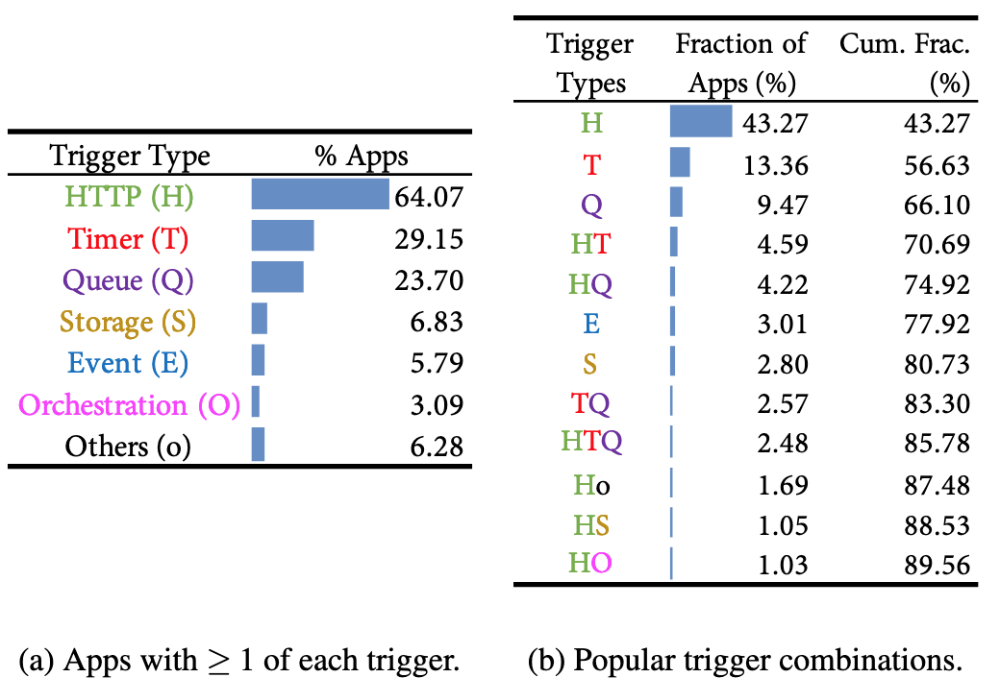 Trigger Type % Apps
HTTP (H) 64.07
Timer (T) 29.15
Queue (Q) 23.70
Storage (S) 6.83
Event (E) 5.79
Orchestration (O) 3.09
Others (o) 6.28
(a) Apps with ≥ 1 of each trigger.
Trigger Fraction of Cum. Frac.
Types Apps (%) (%)
H 43.27 43.27
T 13.36 56.63
Q 9.47 66.10
HT 4.59 70.69
HQ 4.22 74.92
E 3.01 77.92
S 2.80 80.73
TQ 2.57 83.30
HTQ 2.48 85.78
Ho 1.69 87.48
HS 1.05 88.53
HO 1.03 89.56
(b) Popular trigger combinations.